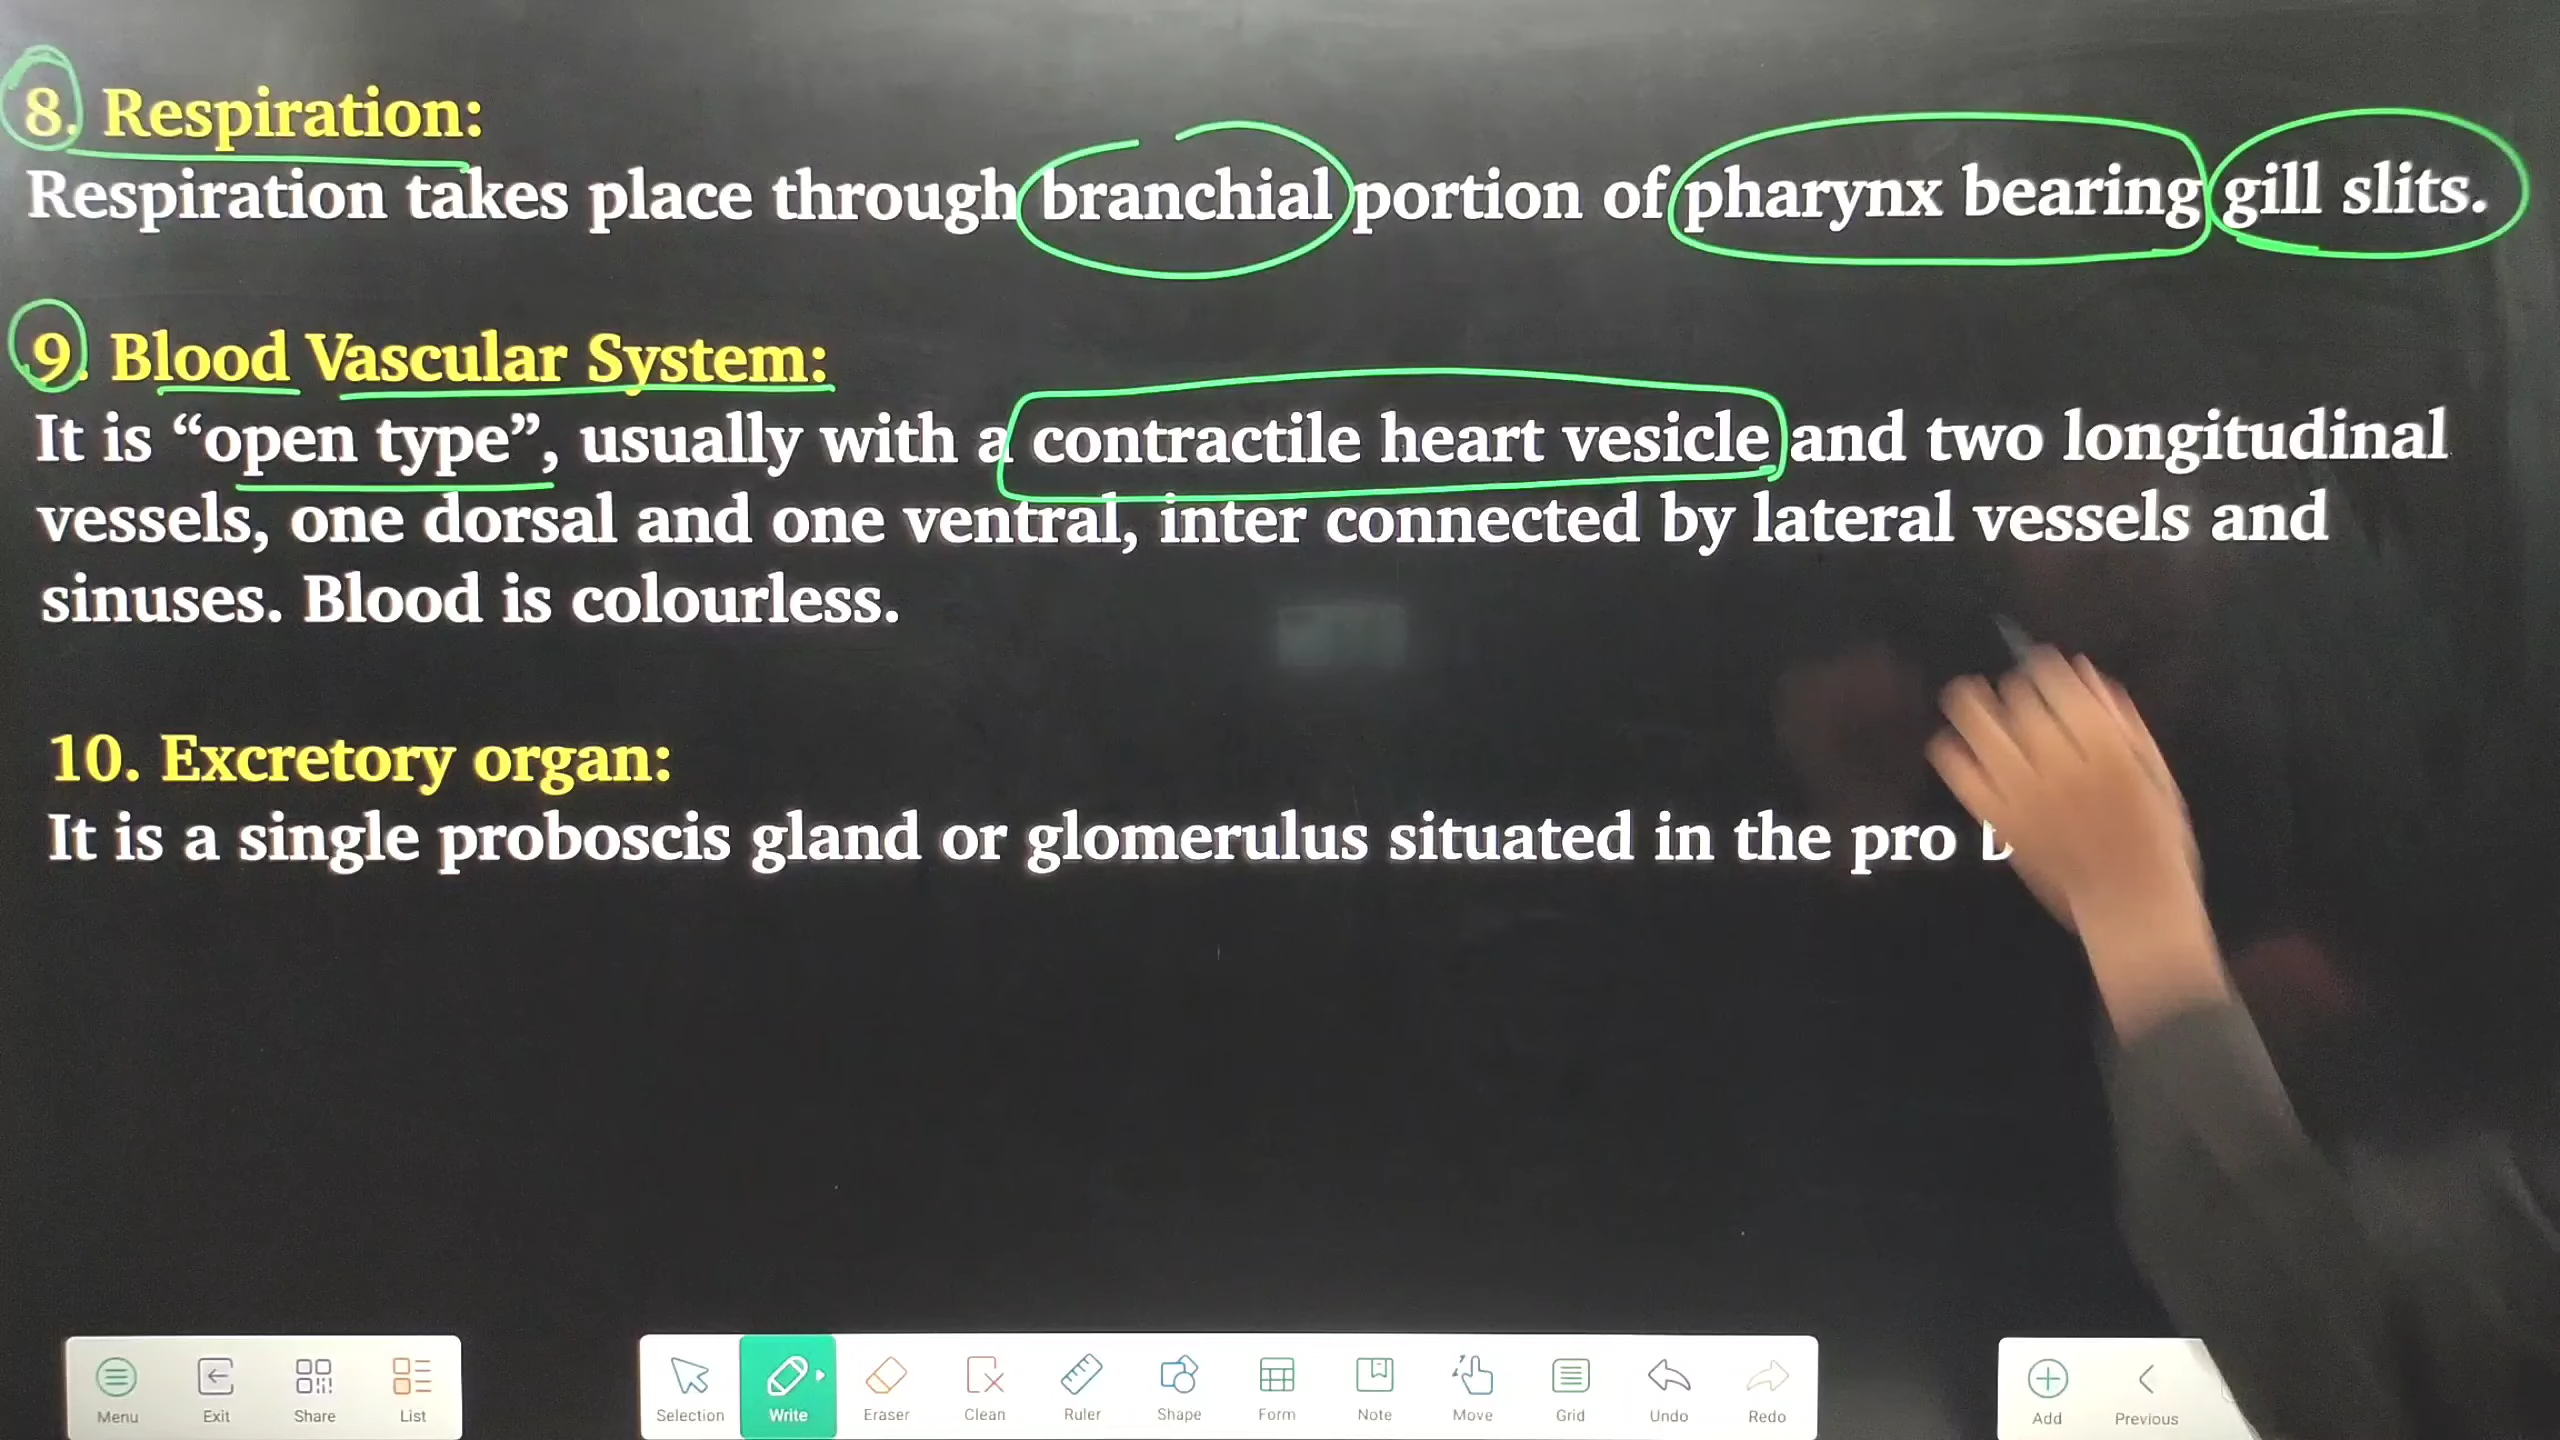 8. Respiration:
Respiration takes place through branchial portion of pharynx bearing gill slits.
9. Blood Vascular System:
It is “open type”, usually with a contractile heart vesicle and two longitudinal
vessels, one dorsal and one ventral, inter connected by lateral vessels and
sinuses. Blood is colourless.
10. Excretory organ:
It is a single proboscis gland or glomerulus situated in the pro
Menu Exit Share List Selection Write Eraser Clean Ruler Shape Form Note Move Grid Undo Redo Add Previous